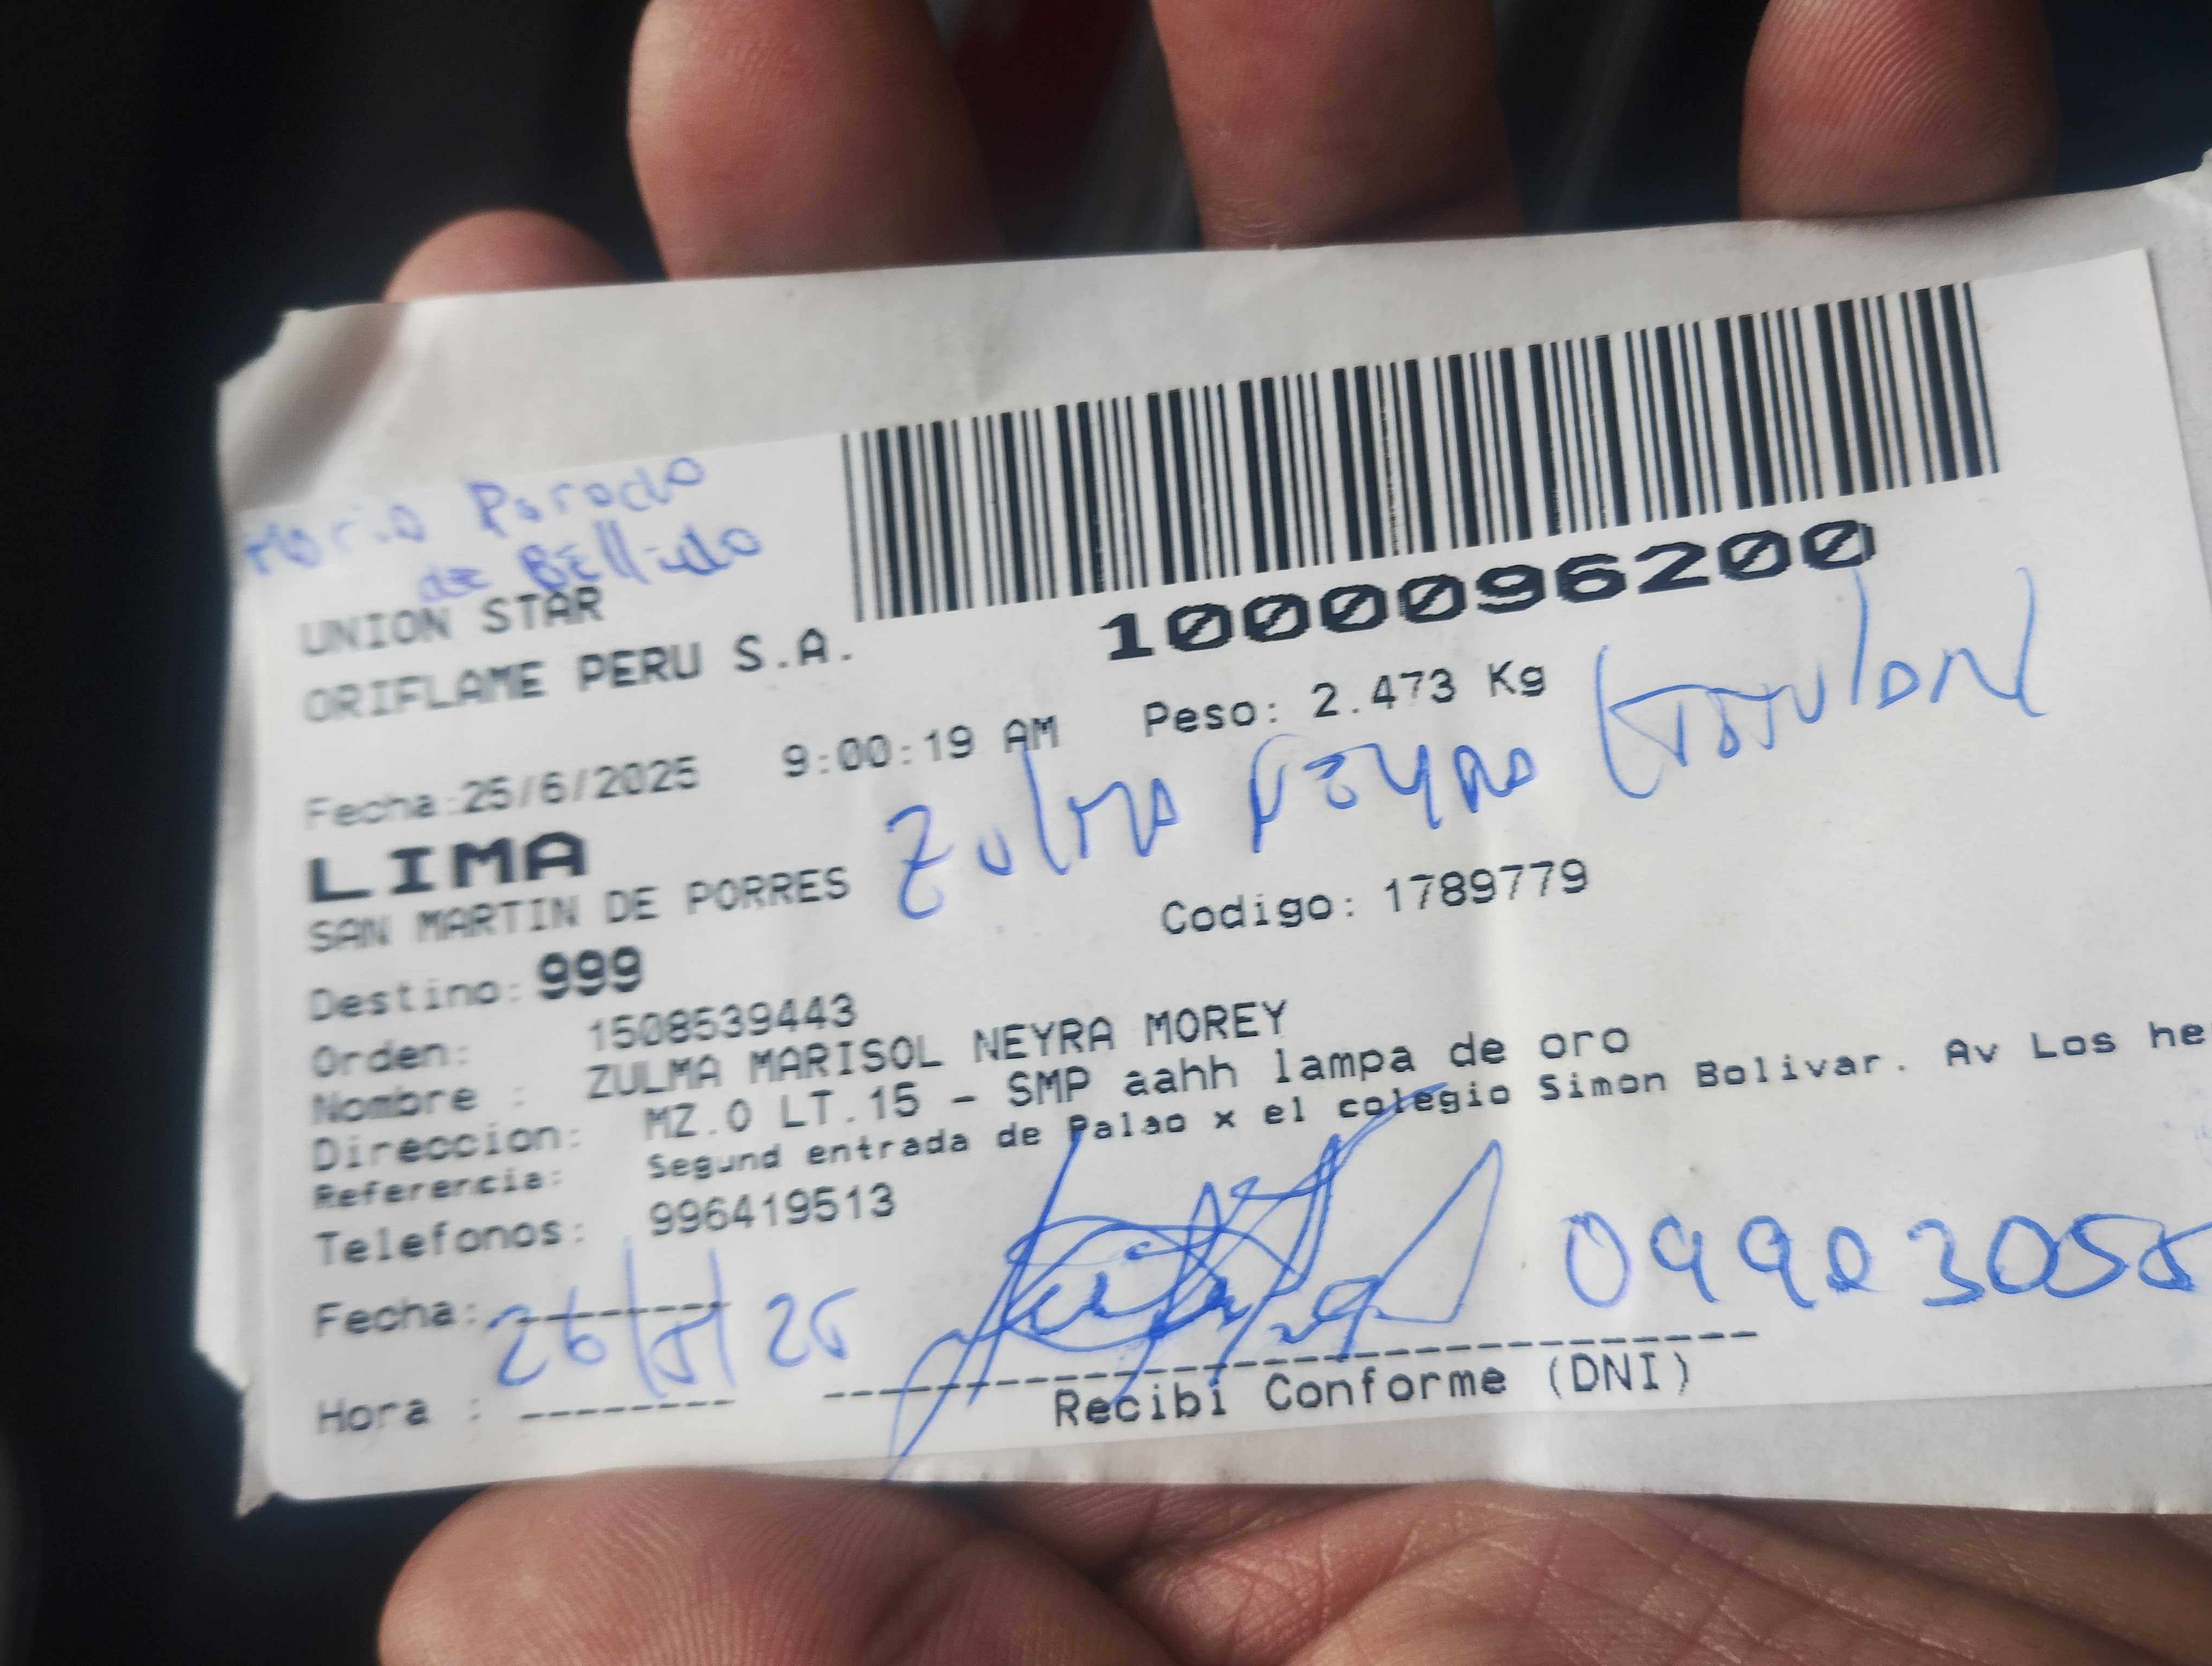 Maria Parado
de Bellido
UNION STAR
ORIFLAME PERU S.A.
1000096200
Fecha:25/6/2025 9:00:19 AM Peso: 2.473 Kg
Zulma Neyra (titular)
LIMA
SAN MARTIN DE PORRES
Codigo: 1789779
Destino: 999
Orden: 1508539443
Nombre : ZULMA MARISOL NEYRA MOREY
Direccion: MZ.O LT.15 - SMP aahh lampa de oro
Referencia: Segund entrada de Palao x el colegio Simon Bolivar. Av Los he
Telefonos: 996419513
Fecha: 26/ /25
Hora :
Recibi Conforme (DNI)